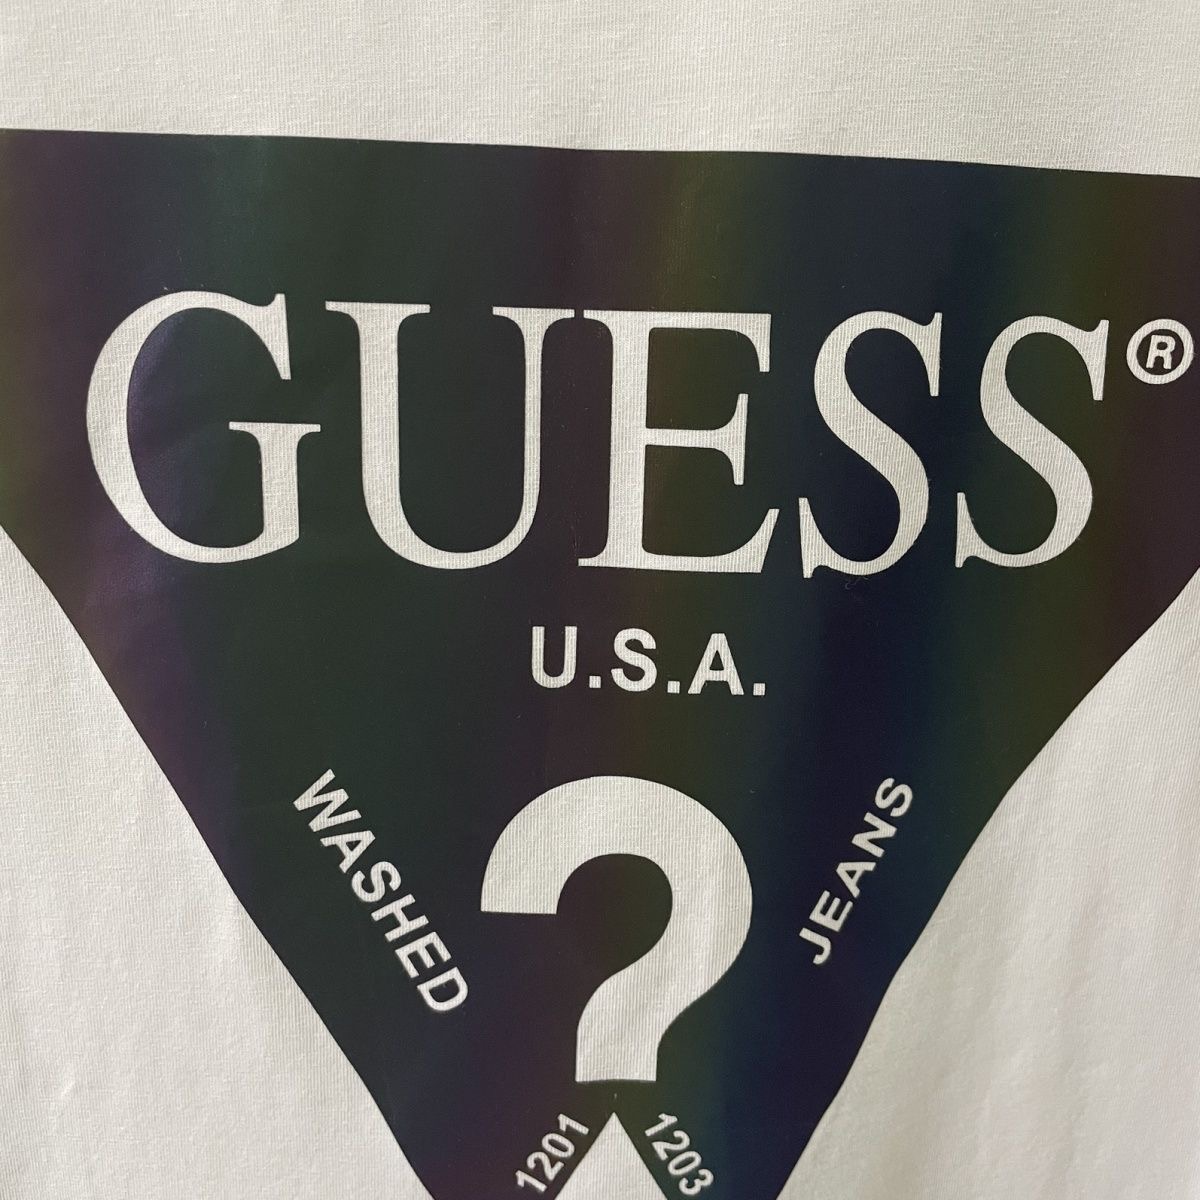 GUESS®
U.S.A.
WASHED
?
JEANS
1201
1203